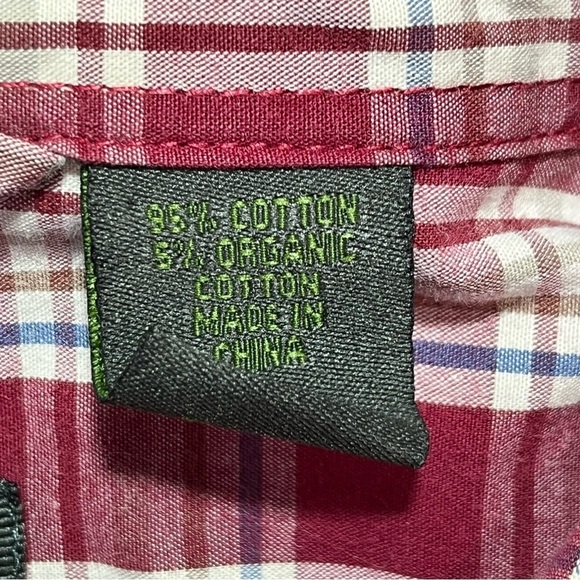 95% COTTON
5% ORGANIC
COTTON
MADE IN
CHINA